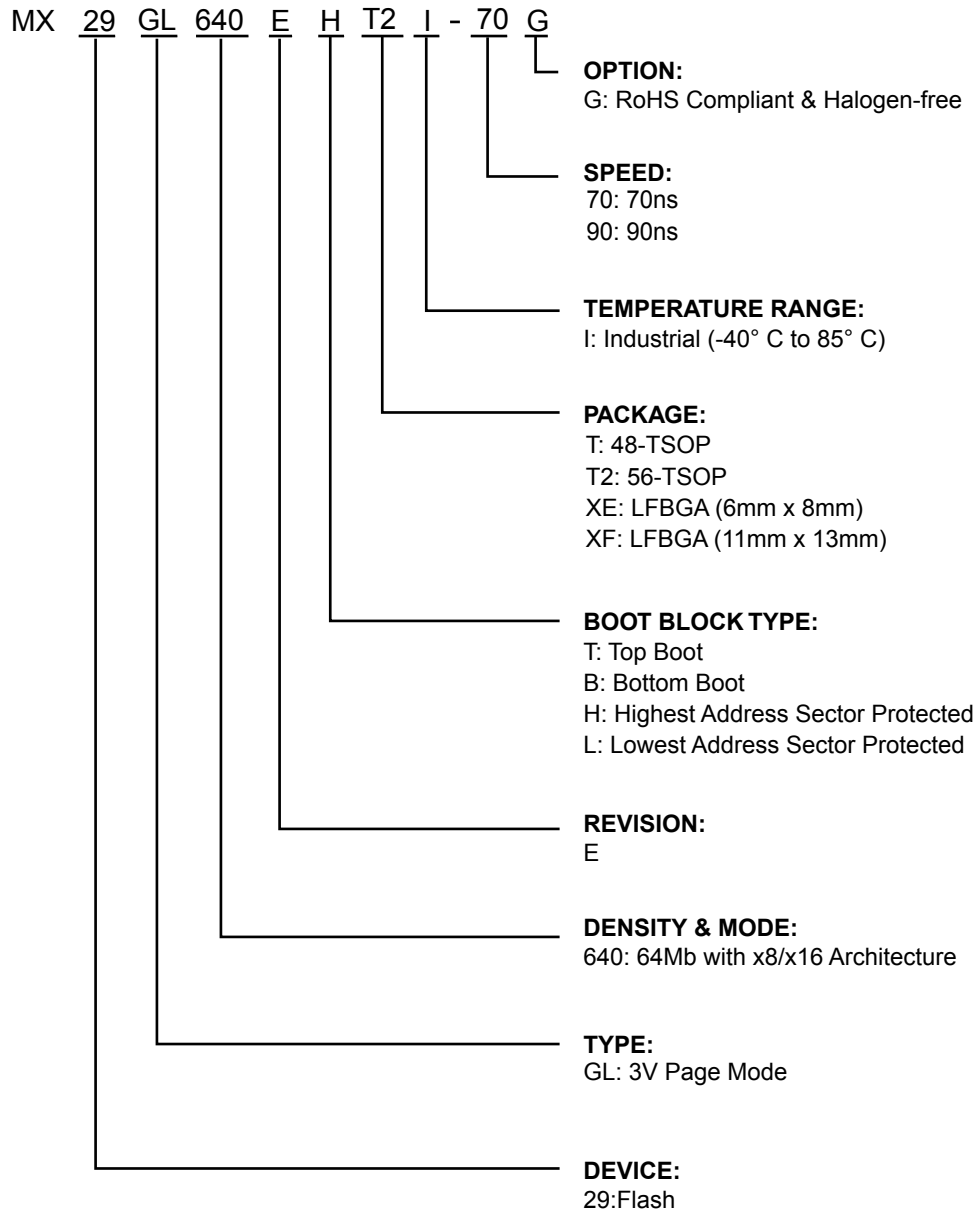 MX 29 GL 640 E H T2 I - 70 G
OPTION:
G: RoHS Compliant & Halogen-free
SPEED:
70: 70ns
90: 90ns
TEMPERATURE RANGE:
I: Industrial (-40° C to 85° C)
PACKAGE:
T: 48-TSOP
T2: 56-TSOP
XE: LFBGA (6mm x 8mm)
XF: LFBGA (11mm x 13mm)
BOOT BLOCK TYPE:
T: Top Boot
B: Bottom Boot
H: Highest Address Sector Protected
L: Lowest Address Sector Protected
REVISION:
E
DENSITY & MODE:
640: 64Mb with x8/x16 Architecture
TYPE:
GL: 3V Page Mode
DEVICE:
29:Flash